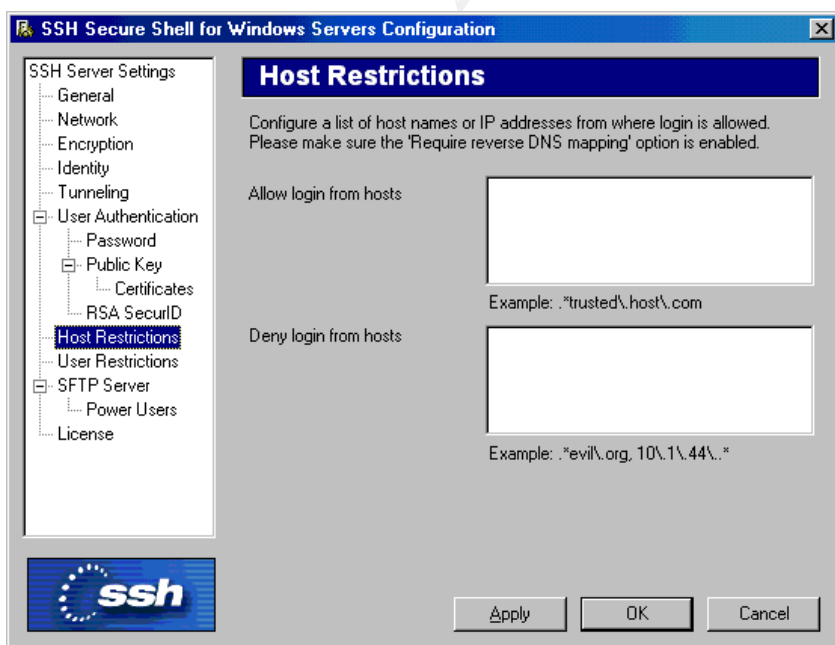 SSH Secure Shell for Windows Servers Configuration
SSH Server Settings
General
Network
Encryption
Identity
Tunneling
User Authentication
Password
Public Key
Certificates
RSA SecurID
Host Restrictions
User Restrictions
SFTP Server
Power Users
License
ssh
Host Restrictions
Configure a list of host names or IP addresses from where login is allowed.
Please make sure the 'Require reverse DNS mapping' option is enabled.
Allow login from hosts
Example: .*trusted\.host\.com
Deny login from hosts
Example: .*evil\.org, 10\.1\.44\..*
Apply
OK
Cancel